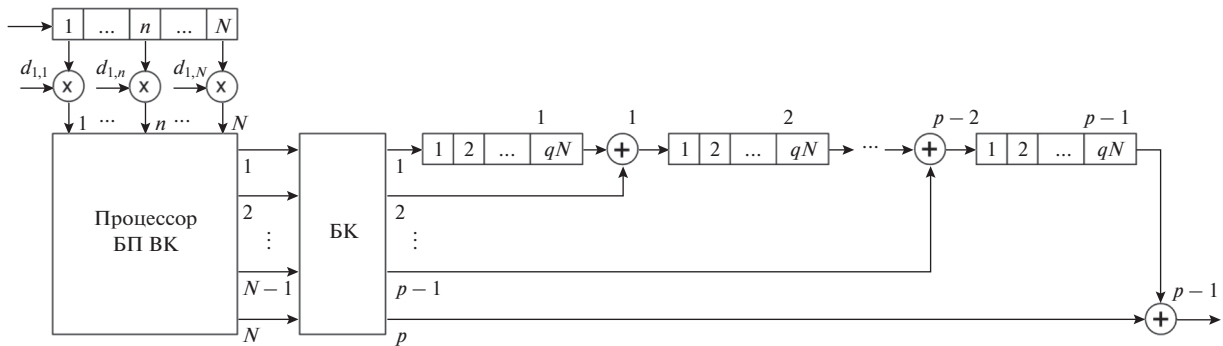 1 ... n ... N
d1,1 d1,n d1,N
x x x
1 ... n ... N
1 1 2 p – 2 p – 1
1 1 1 2 ... qN + 1 2 ... qN ... + 1 2 ... qN
Процессор
БП ВК
БК
2 2
⋮ ⋮
N – 1 p – 1
p – 1
N p +